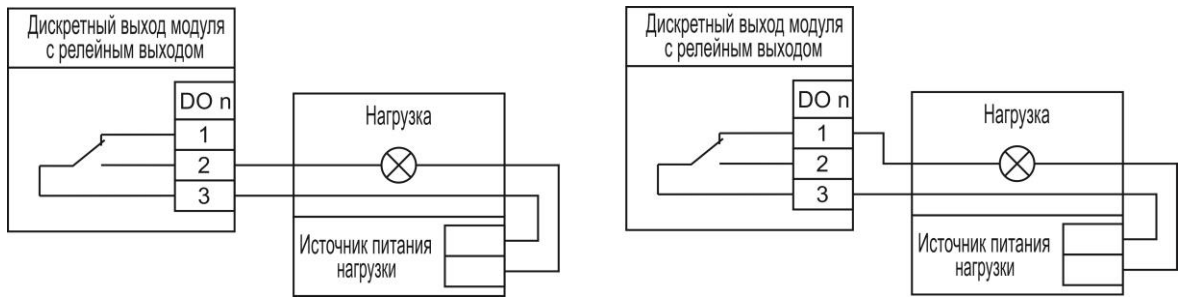 Дискретный выход модуля
с релейным выходом
DO n
1
2
3
Нагрузка
Источник питания
нагрузки
Дискретный выход модуля
с релейным выходом
DO n
1
2
3
Нагрузка
Источник питания
нагрузки